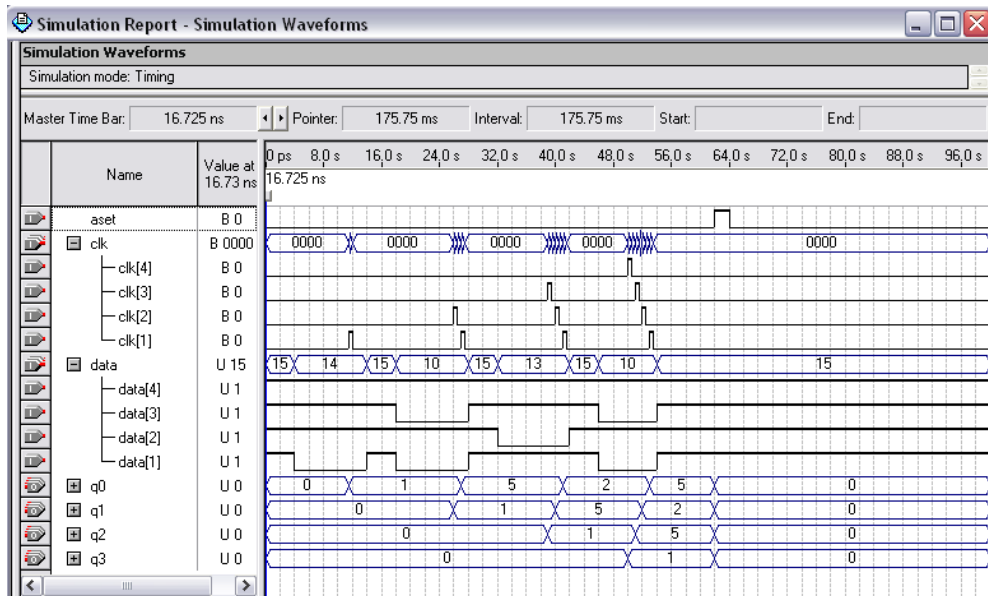 Simulation Report - Simulation Waveforms
Simulation Waveforms
Simulation mode: Timing
Master Time Bar: 16.725 ns Pointer: 175.75 ms Interval: 175.75 ms Start: End:
Name Value at 16.73 ns 0 ps 8.0 s 16.0 s 24.0 s 32.0 s 40.0 s 48.0 s 56.0 s 64.0 s 72.0 s 80.0 s 88.0 s 96.0 s
16.725 ns
aset B 0
clk B 0000 0000 0000 0000 0000 0000
clk[4] B 0
clk[3] B 0
clk[2] B 0
clk[1] B 0
data U 15 15 14 15 10 15 13 15 10 15
data[4] U 1
data[3] U 1
data[2] U 1
data[1] U 1
q0 U 0 0 1 5 2 5 0
q1 U 0 0 1 5 2 0
q2 U 0 0 1 5 0
q3 U 0 0 1 0